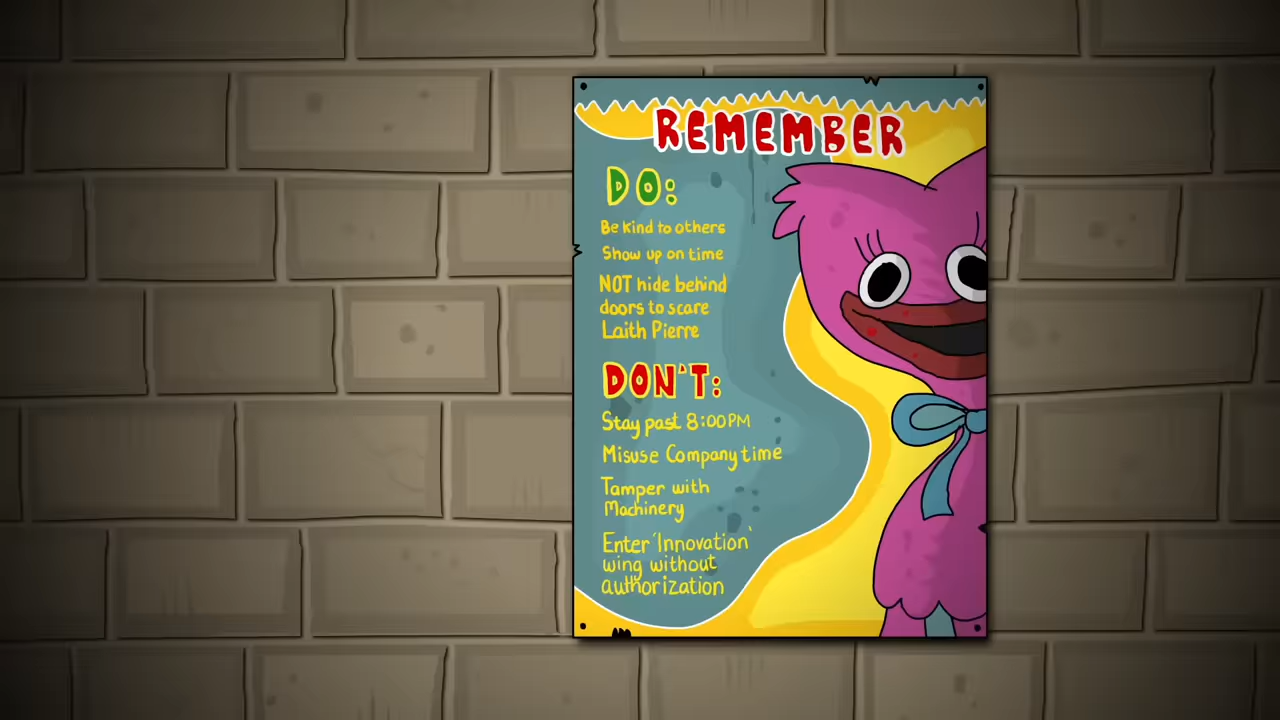 REMEMBER
DO:
Be kind to others
Show up on time
NOT hide behind
doors to scare
Laith Pierre
DON'T:
Stay past 8:00PM
Misuse Company time
Tamper with
Machinery
Enter 'Innovation'
wing without
authorization